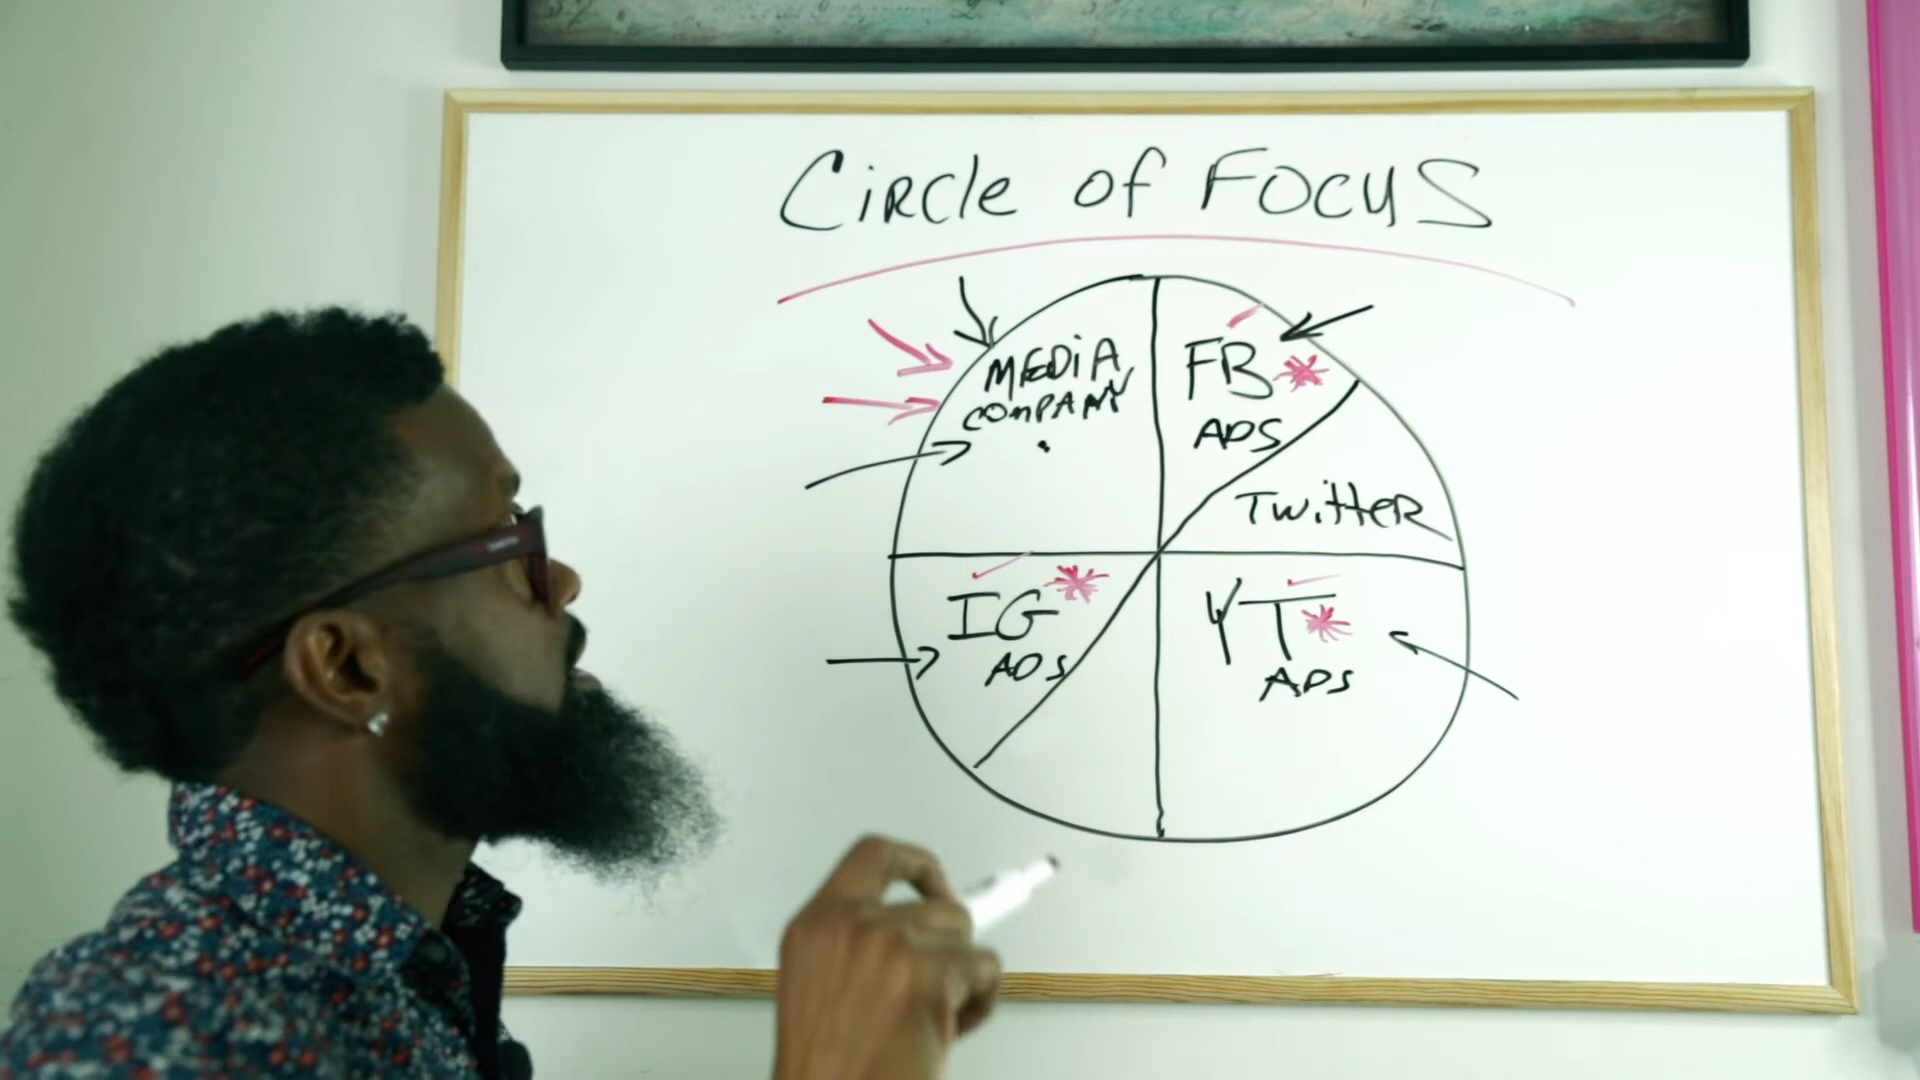 CiRCle of FOCUS
MEDiA
COMPANY
FB
ADS
TwitteR
IG
ADS
YT
ADS